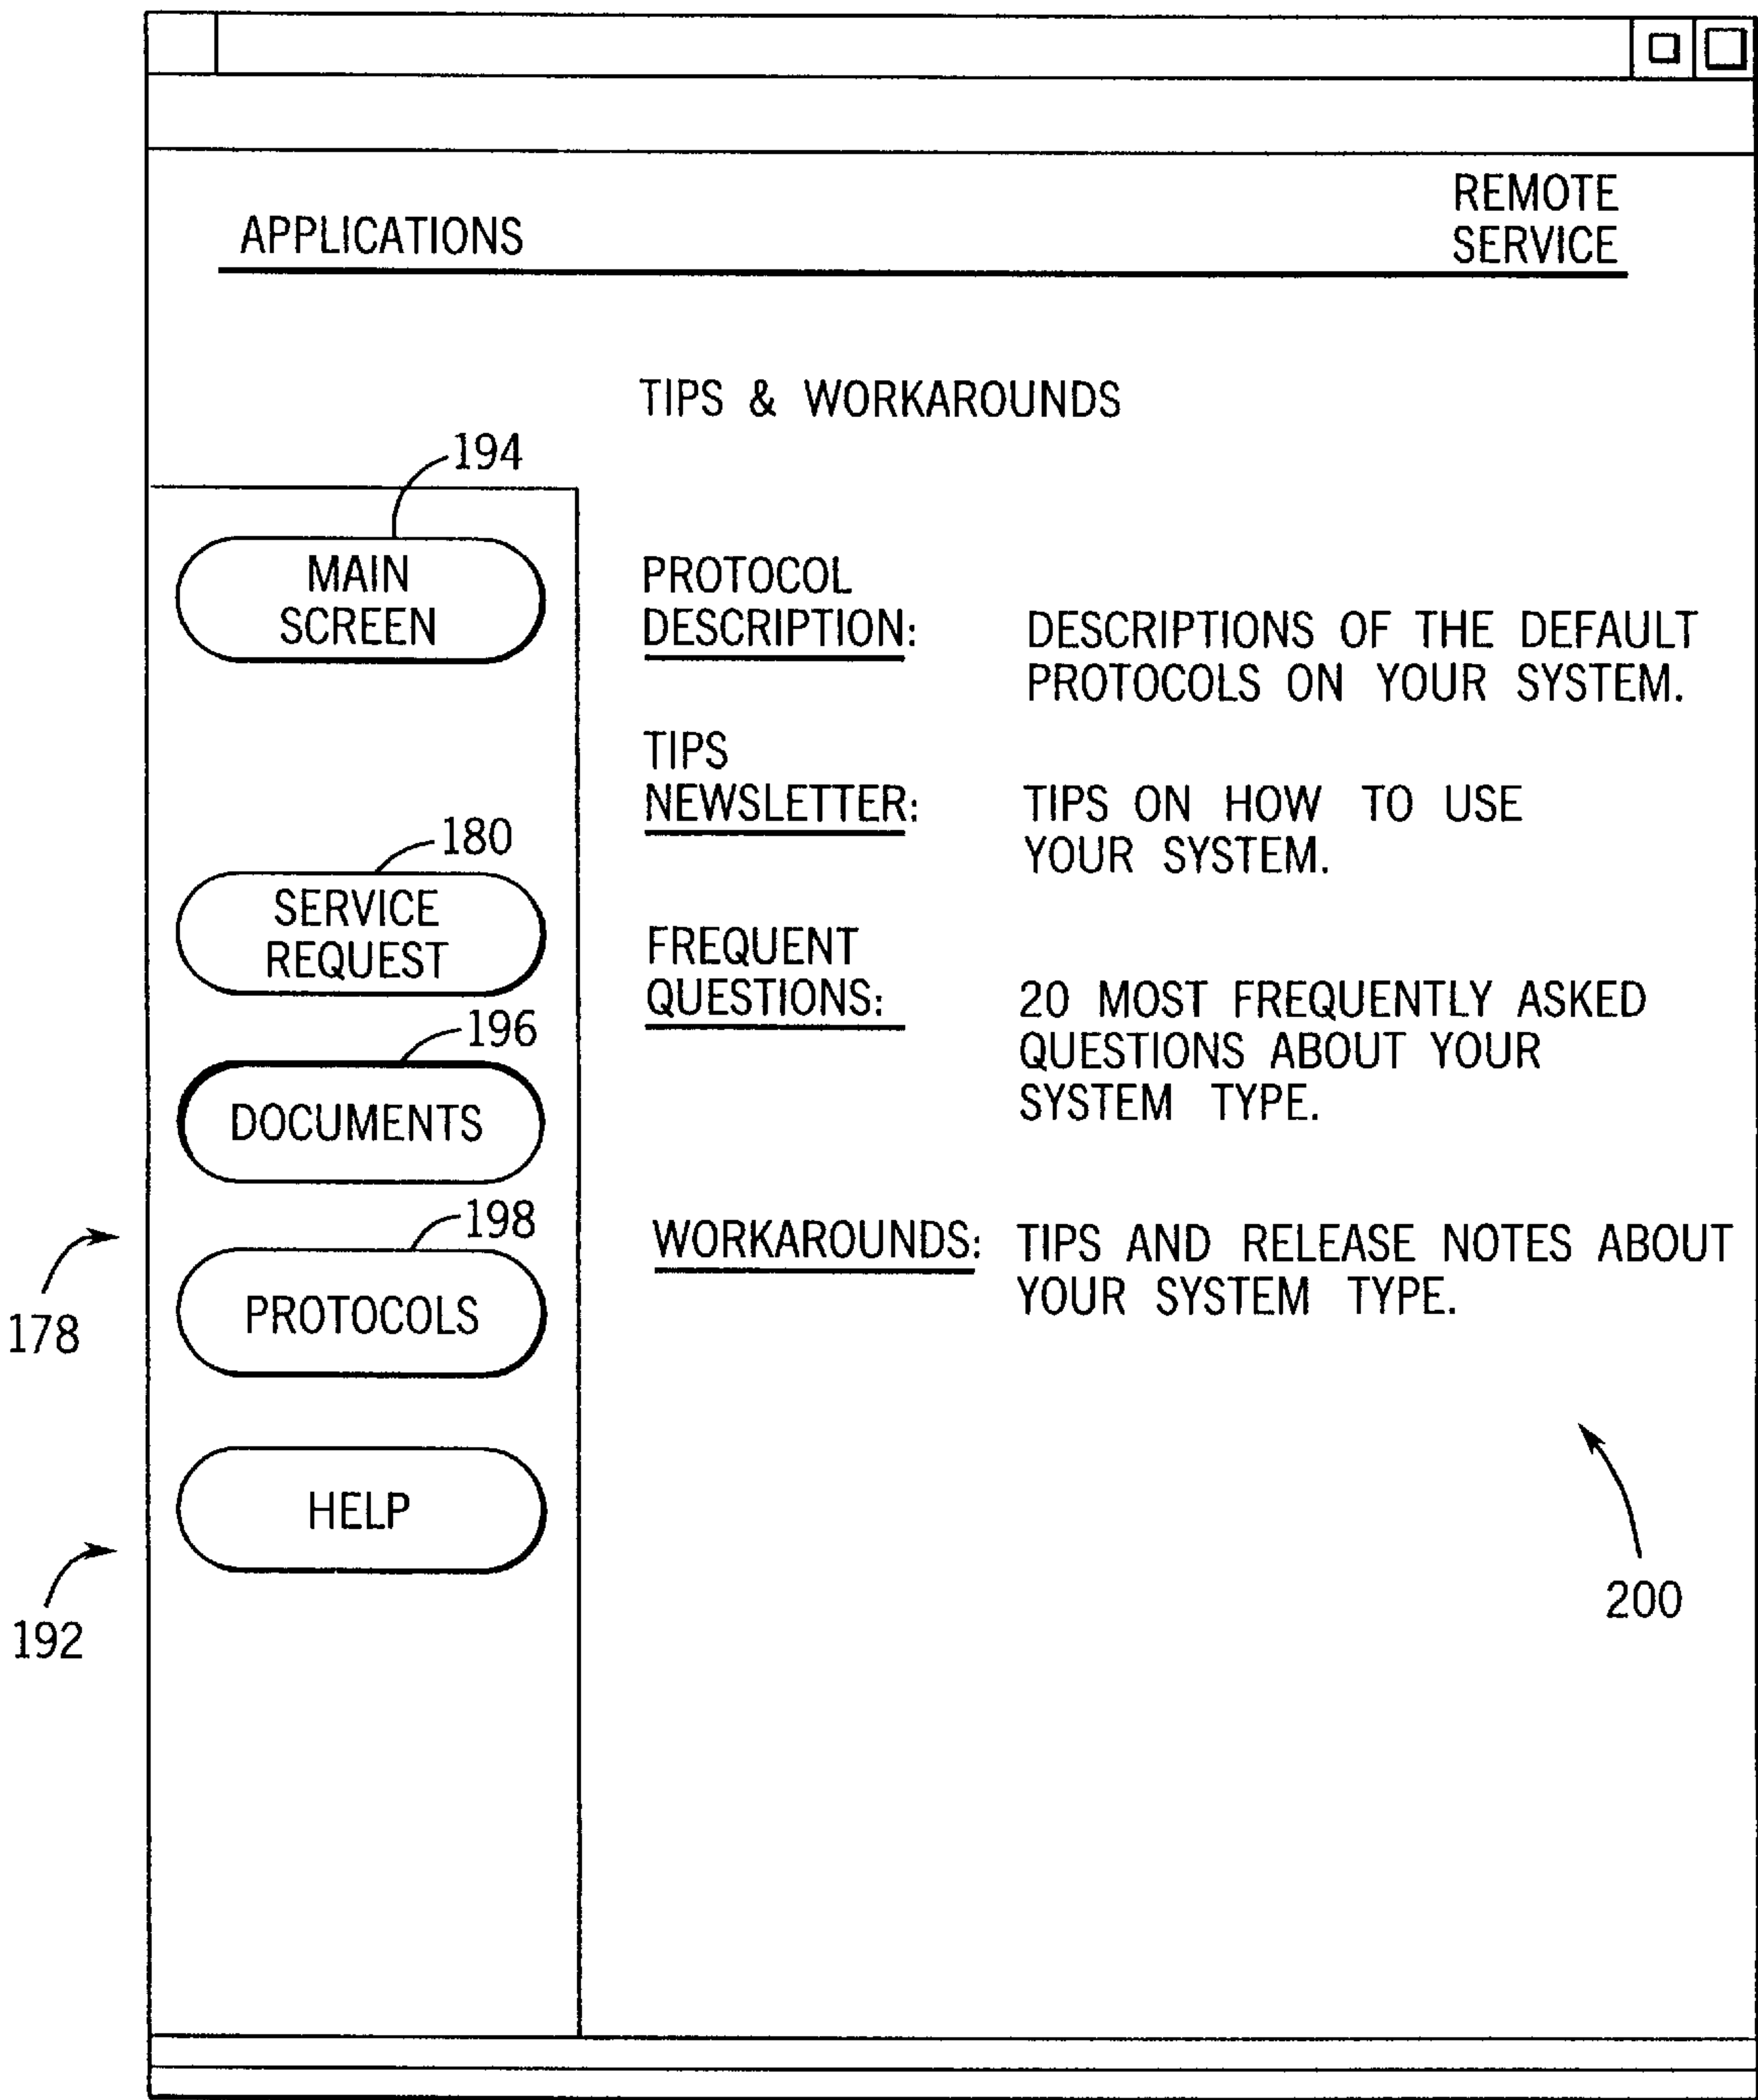 REMOTE
APPLICATIONS
SERVICE
TIPS & WORKAROUNDS
194
MAIN
SCREEN
180
SERVICE
REQUEST
196
DOCUMENTS
198
PROTOCOLS
178
HELP
192
PROTOCOL
DESCRIPTION:
DESCRIPTIONS OF THE DEFAULT
PROTOCOLS ON YOUR SYSTEM.
TIPS
NEWSLETTER:
TIPS ON HOW TO USE
YOUR SYSTEM.
FREQUENT
QUESTIONS:
20 MOST FREQUENTLY ASKED
QUESTIONS ABOUT YOUR
SYSTEM TYPE.
WORKAROUNDS:
TIPS AND RELEASE NOTES ABOUT
YOUR SYSTEM TYPE.
200